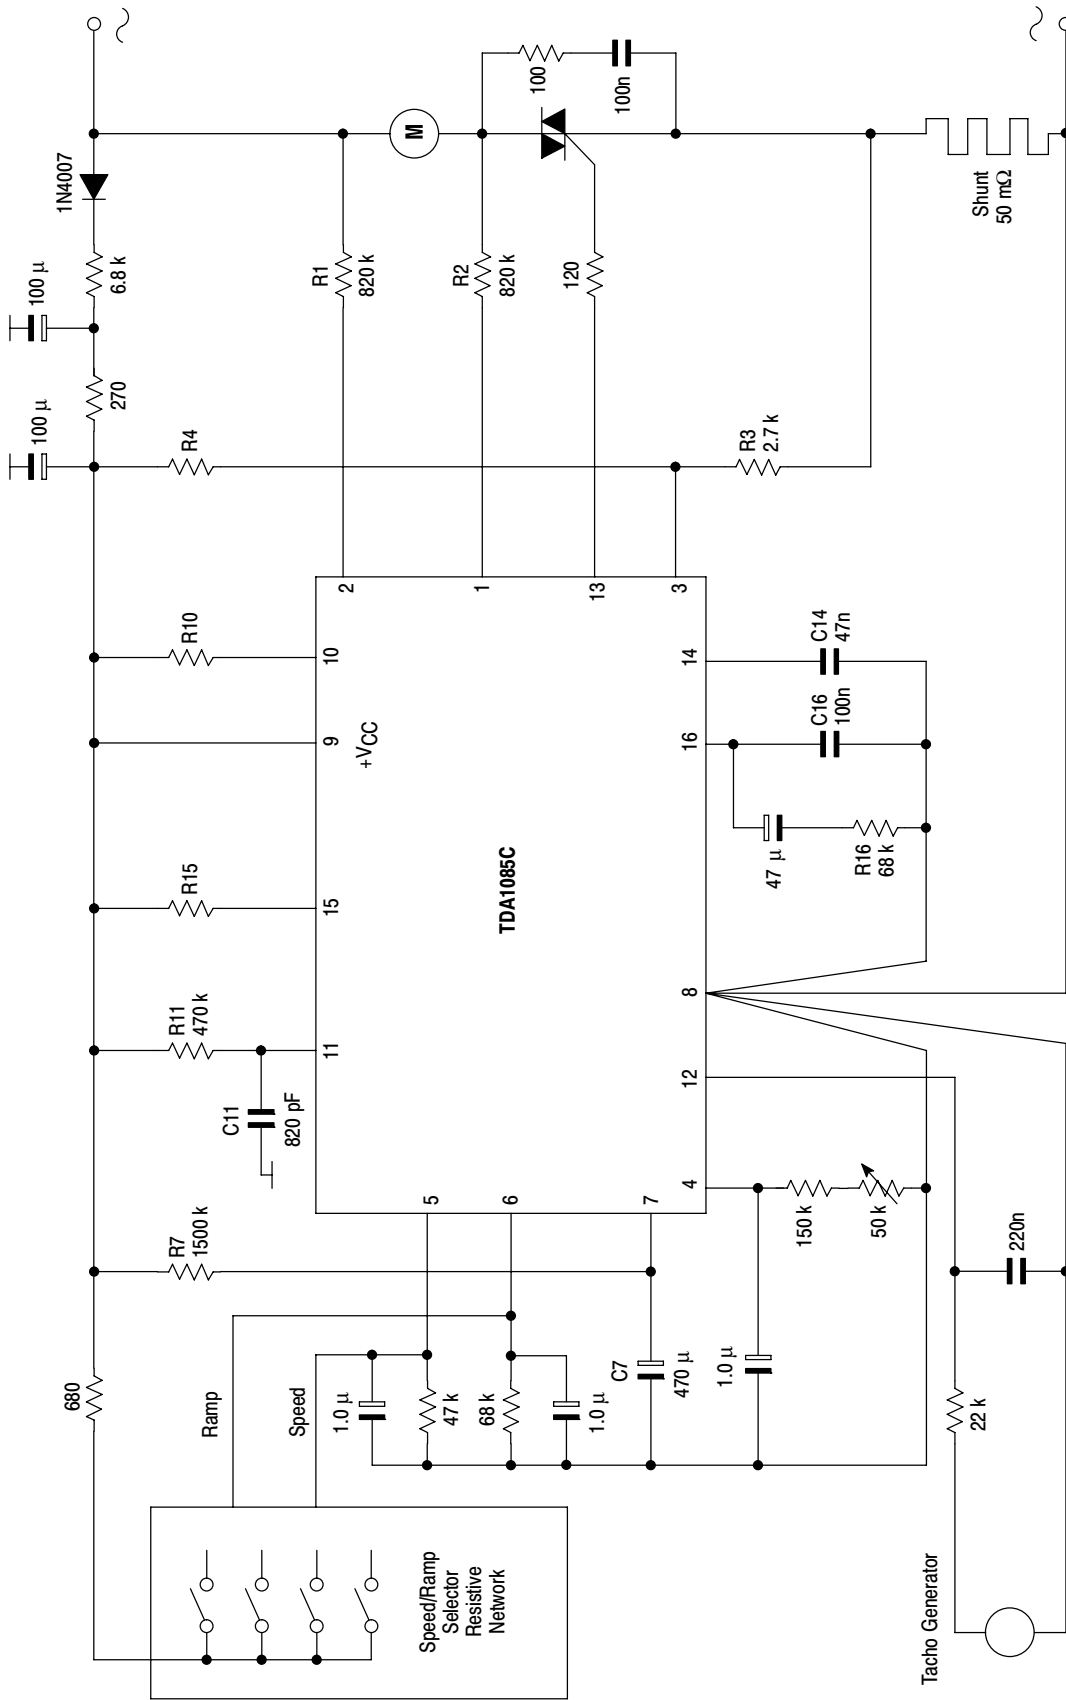 1N4007
100 µ
6.8 k
100 µ
270
R4
R1
820 k
M
R2
820 k
100
100n
120
R3
2.7 k
Shunt
50 mΩ
680
R7
1500 k
R11
470 k
C11
820 pF
R15
R10
11
15
9
+VCC
10
2
1
13
3
TDA1085C
5
6
7
4
12
8
16
14
Ramp
Speed
1.0 µ
47 k
68 k
1.0 µ
C7
470 µ
1.0 µ
150 k
50 k
47 µ
R16
68 k
C16
100n
C14
47n
220n
22 k
Speed/Ramp
Selector
Resistive
Network
Tacho Generator